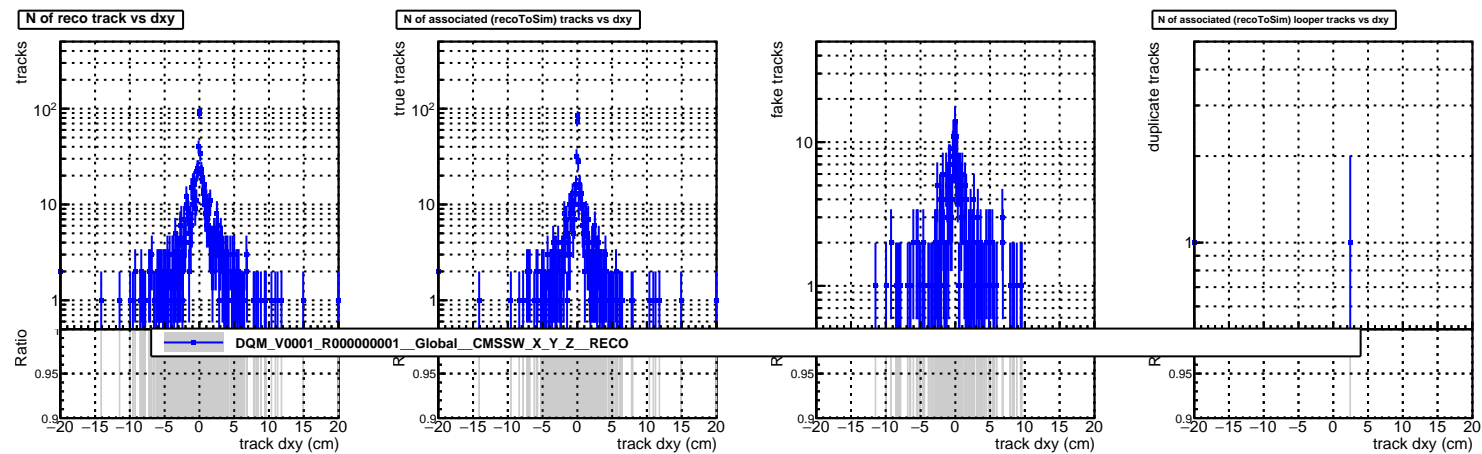 N of reco track vs dxy
N of associated (recoToSim) tracks vs dxy
N of associated (recoToSim) looper tracks vs dxy
tracks
10²
10
1
Ratio
0.95
0.9
−20 −15 −10 −5 0 5 10 15 20
track dxy (cm)
true tracks
10²
10
1
0.95
0.9
−20 −15 −10 −5 0 5 10 15 20
track dxy (cm)
fake tracks
10
1
0.95
0.9
−20 −15 −10 −5 0 5 10 15 20
track dxy (cm)
duplicate tracks
1
0.95
0.9
−20 −15 −10 −5 0 5 10 15 20
track dxy (cm)
DQM_V0001_R000000001__Global__CMSSW_X_Y_Z__RECO